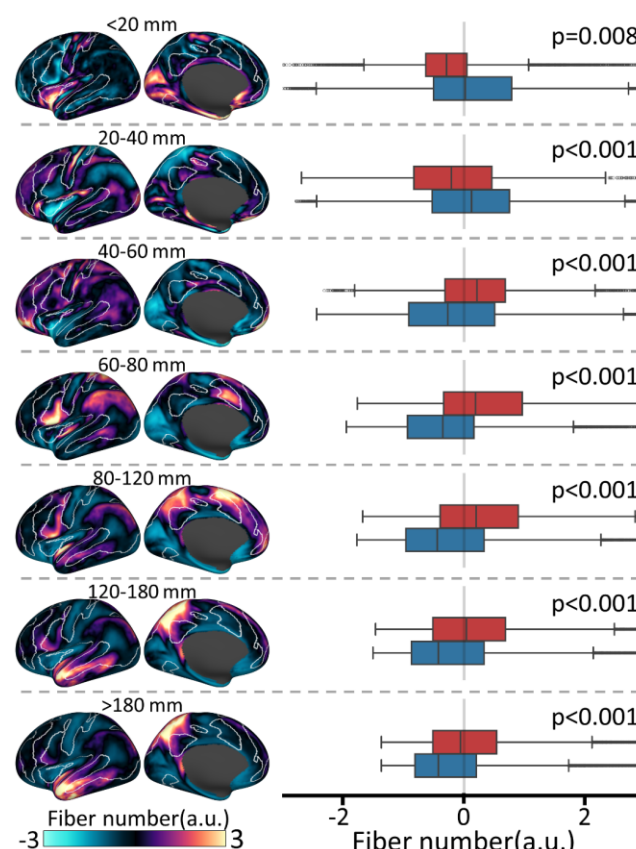 <20 mm
p=0.008
20-40 mm
p<0.001
40-60 mm
p<0.001
60-80 mm
p<0.001
80-120 mm
p<0.001
120-180 mm
p<0.001
>180 mm
p<0.001
Fiber number(a.u.)
-3 3
-2 0 2
Fiber number(a.u.)